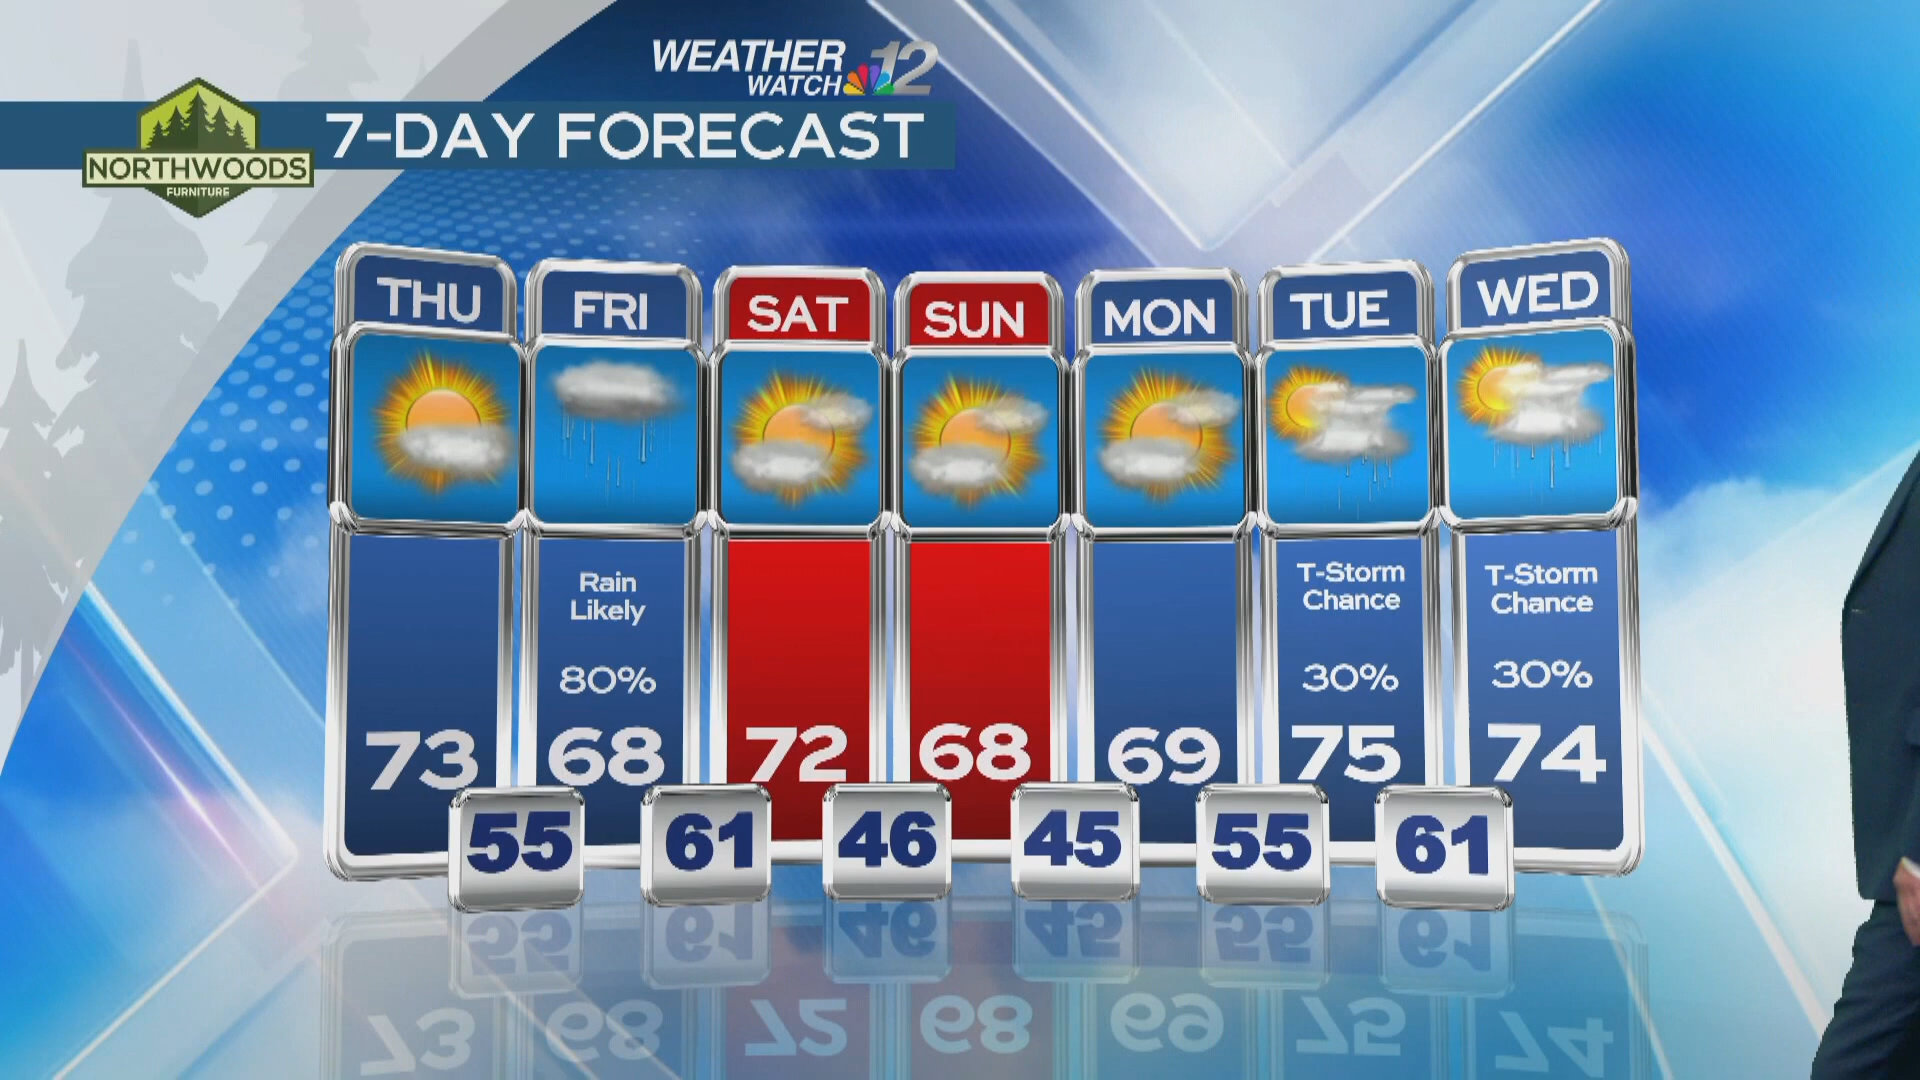 WEATHER
WATCH 12
7-DAY FORECAST
NORTHWOODS
FURNITURE
THU FRI SAT SUN MON TUE WED
Rain
Likely
T-Storm
Chance
T-Storm
Chance
80% 30% 30%
73 68 72 68 69 75 74
55 61 46 45 55 61